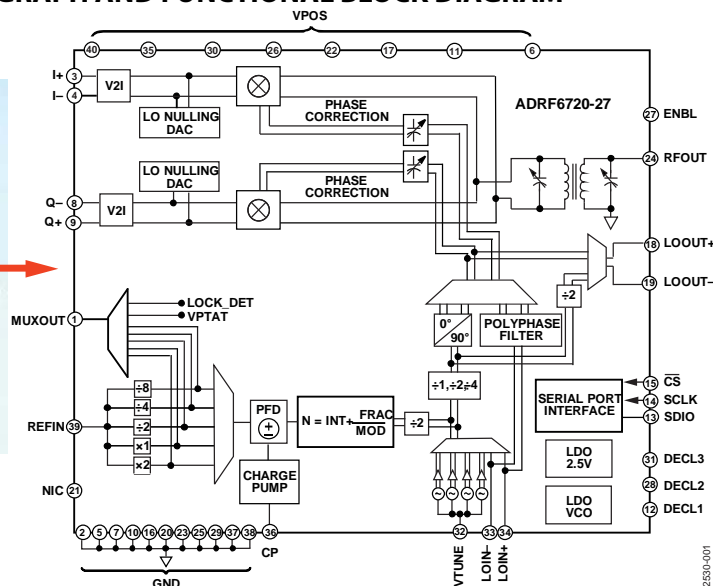 GRAPH AND FUNCTIONAL BLOCK DIAGRAM
VPOS
40 35 30 26 22 17 11 6
I+ 3
I– 4
V2I
LO NULLING
DAC
PHASE
CORRECTION
ADRF6720-27
27 ENBL
24 RFOUT
LO NULLING
DAC
PHASE
CORRECTION
Q– 8
Q+ 9
V2I
18 LOOUT+
19 LOOUT–
÷2
LOCK_DET
VPTAT
MUXOUT 1
0°
90°
POLYPHASE
FILTER
÷1,÷2,÷4
÷8
÷4
÷2
×1
×2
REFIN 39
PFD
+
–
N = INT+ FRAC
MOD
÷2
SERIAL PORT
INTERFACE
15 CS
14 SCLK
13 SDIO
CHARGE
PUMP
LDO
2.5V
LDO
VCO
31 DECL3
28 DECL2
12 DECL1
NIC 21
2 5 7 10 16 20 23 25 29 37 38 36 32 33 34
CP
GND
VTUNE
LOIN–
LOIN+
2530-001